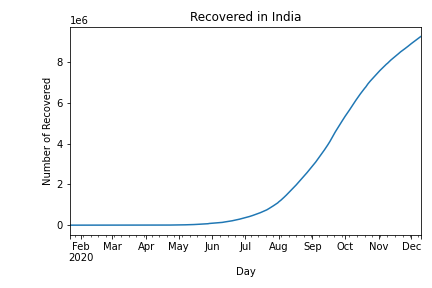 Recovered in India
1e6
8
6
4
2
0
Number of Recovered
Feb Mar Apr May Jun Jul Aug Sep Oct Nov Dec
2020
Day